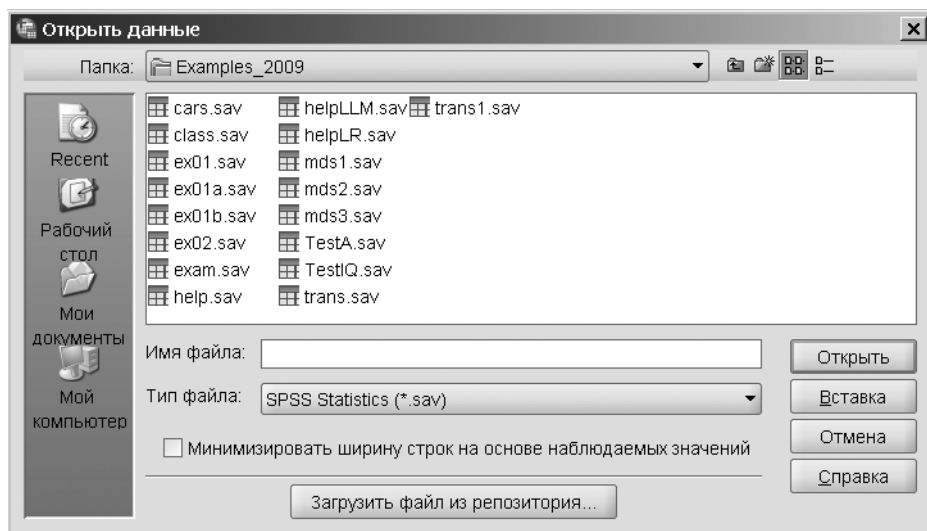 Открыть данные
Папка: Examples_2009
Recent
Рабочий
стол
Мои
документы
Мой
компьютер
cars.sav helpLLM.sav trans1.sav
class.sav helpLR.sav
ex01.sav mds1.sav
ex01a.sav mds2.sav
ex01b.sav mds3.sav
ex02.sav TestA.sav
exam.sav TestIQ.sav
help.sav trans.sav
Имя файла: Открыть
Тип файла: SPSS Statistics (*.sav) Вставка
Минимизировать ширину строк на основе наблюдаемых значений Отмена
Справка
Загрузить файл из репозитория...